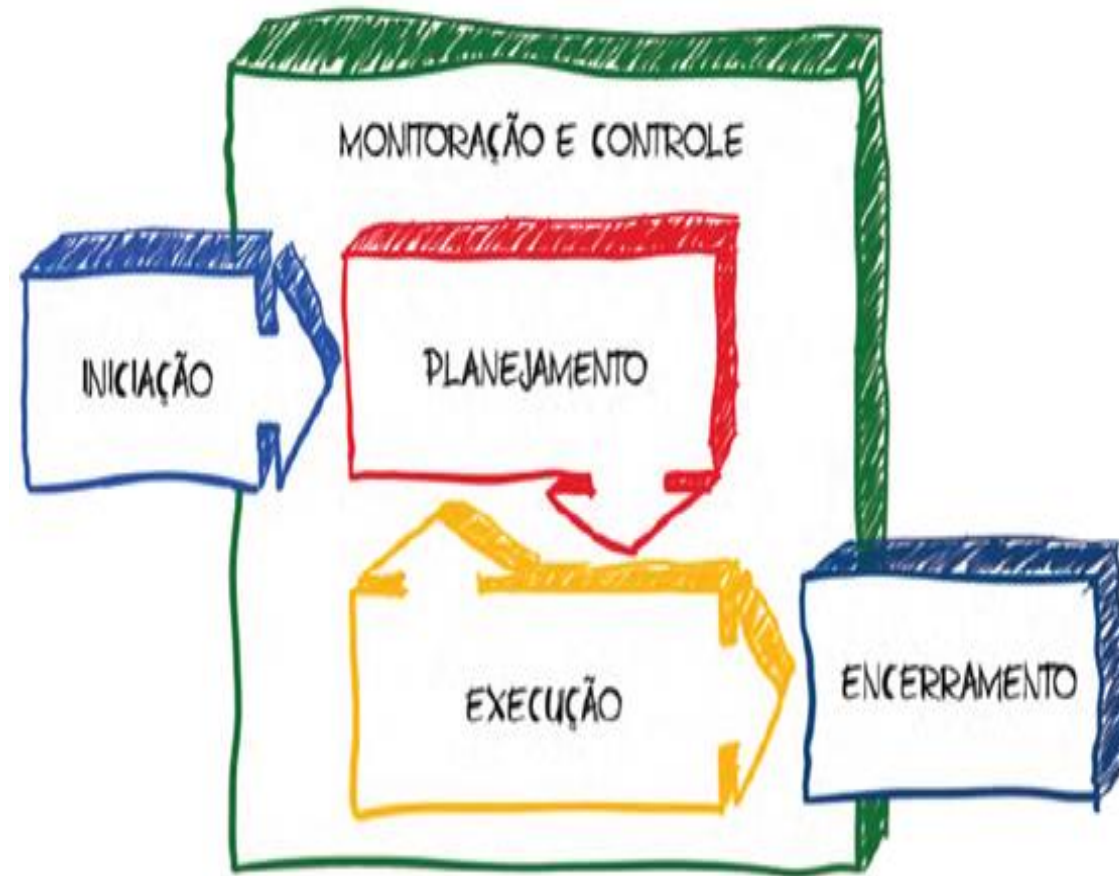 MONITORAÇÃO E CONTROLE
INICIAÇÃO
PLANEJAMENTO
EXECUÇÃO
ENCERRAMENTO